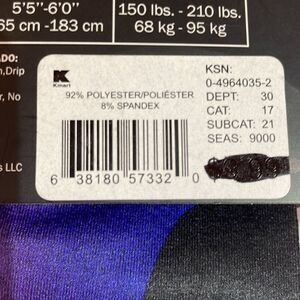 5'5"-6'0" 150 lbs. - 210 lbs.
65 cm -183 cm 68 kg - 95 kg
ADO:
n,Drip
r, No
s LLC
K
Kmart
92% POLYESTER/POLIÉSTER
8% SPANDEX
6 38180 57332 0
KSN:
0-4964035-2
DEPT: 30
CAT: 17
SUBCAT: 21
SEAS: 9000